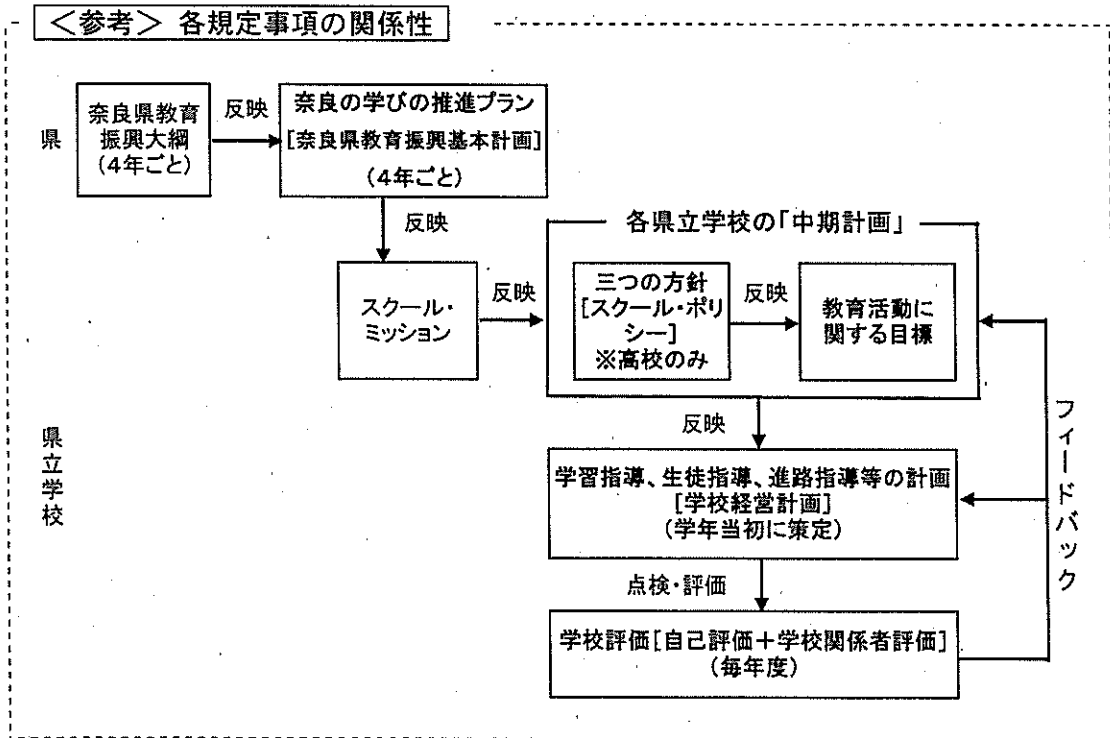 ＜参考＞ 各規定事項の関係性
県
奈良県教育
振興大綱
(4年ごと)
反映
奈良の学びの推進プラン
[奈良県教育振興基本計画]
(4年ごと)
反映
スクール・
ミッション
反映
各県立学校の「中期計画」
三つの方針
[スクール・ポリ
シー]
※高校のみ
反映
教育活動に
関する目標
反映
県立学校
学習指導、生徒指導、進路指導等の計画
[学校経営計画]
(学年当初に策定)
点検・評価
学校評価[自己評価＋学校関係者評価]
(毎年度)
フィードバック